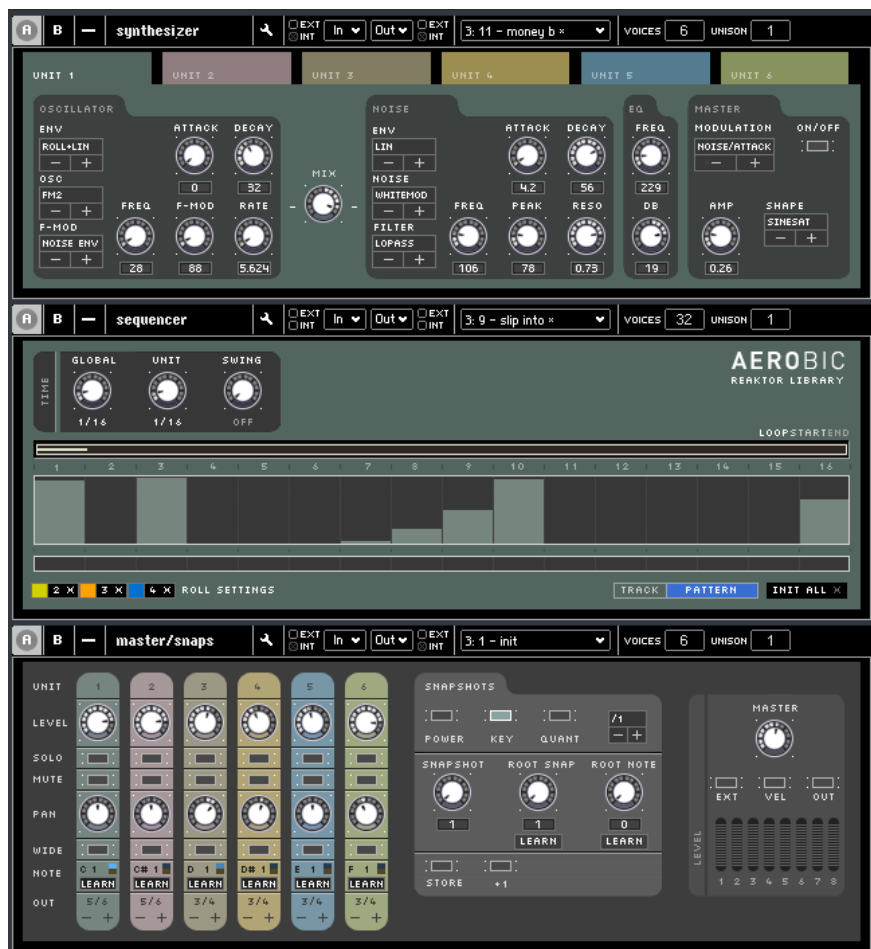 A B — synthesizer EXT INT In Out EXT INT 3: 11 – money b × VOICES 6 UNISON 1
UNIT 1 UNIT 2 UNIT 3 UNIT 4 UNIT 5 UNIT 6
OSCILLATOR NOISE EQ MASTER
ENV ATTACK DECAY ENV ATTACK DECAY FREQ MODULATION ON/OFF
ROLL+LIN LIN NOISE/ATTACK
— + — + — +
OSC MIX NOISE
0 32 4.2 56 229
FM2 WHITEMOD
— + FREQ F-MOD RATE — + FREQ PEAK RESO DB AMP SHAPE
F-MOD FILTER SINESAT
NOISE ENV LOPASS — +
— + — +
28 88 5.624 106 78 0.73 19 0.26
A B — sequencer EXT INT In Out EXT INT 3: 9 – slip into × VOICES 32 UNISON 1
TIME GLOBAL UNIT SWING
1/16 1/16 OFF
AEROBIC
REAKTOR LIBRARY
LOOPSTARTEND
1 2 3 4 5 6 7 8 9 10 11 12 13 14 15 16
2 X 3 X 4 X ROLL SETTINGS TRACK PATTERN INIT ALL X
A B — master/snaps EXT INT In Out EXT INT 3: 1 – init VOICES 6 UNISON 1
UNIT 1 2 3 4 5 6
LEVEL
SOLO
MUTE
PAN
WIDE
NOTE C 1 C# 1 D 1 D# 1 E 1 F 1
LEARN LEARN LEARN LEARN LEARN LEARN
OUT 5/6 5/6 3/4 3/4 3/4 3/4
— + — + — + — + — + — +
SNAPSHOTS
/1
POWER KEY QUANT — +
SNAPSHOT ROOT SNAP ROOT NOTE
1 1 0
LEARN LEARN
STORE +1
MASTER
EXT VEL OUT
LEVEL
1 2 3 4 5 6 7 8